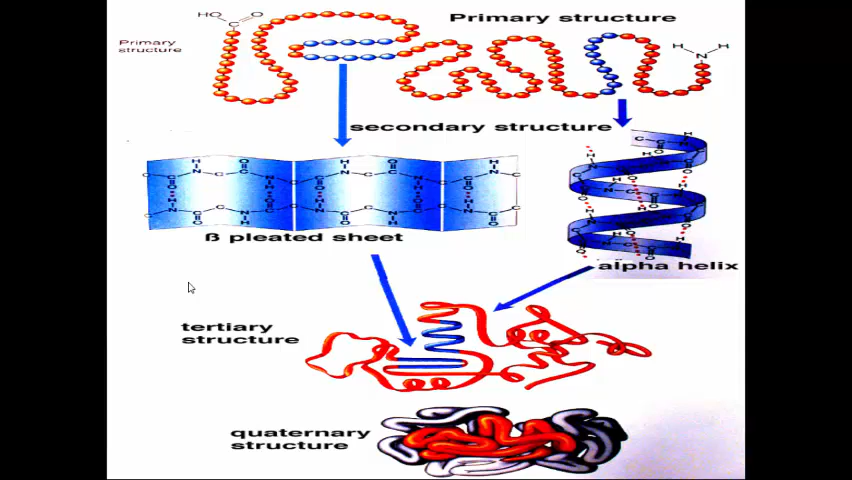 HO
O
C
Primary structure
Primary
structure
H
H
N
secondary structure
ß pleated sheet
alpha helix
tertiary
structure
quaternary
structure